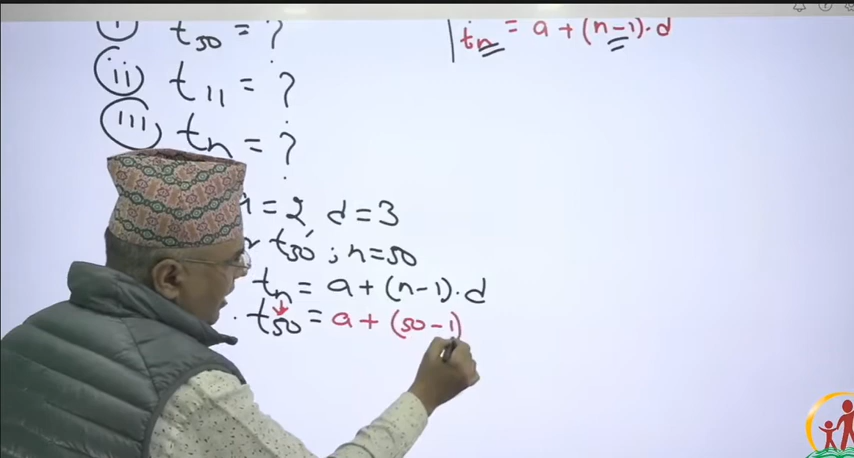 (i) t₅₀ = ?
tₙ = a + (n-1)·d
(ii) t₁₁ = ?
(iii) tₙ = ?
a = 2, d = 3
t₅₀ ; n = 50
tₙ = a + (n-1)·d
t₅₀ = a + (50-1)